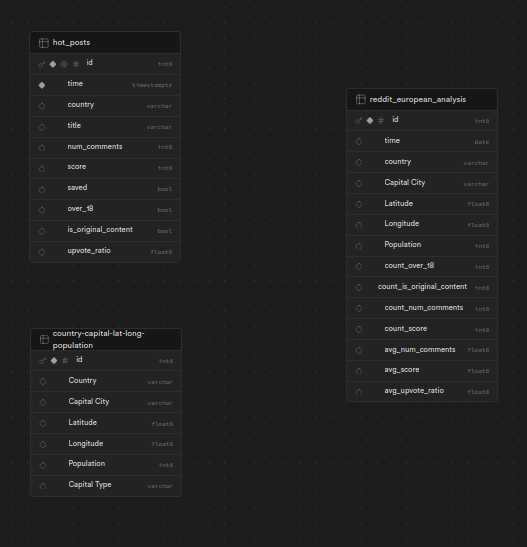 hot_posts
id int8
time timestamptz
country varchar
title varchar
num_comments int8
score int8
saved bool
over_18 bool
is_original_content bool
upvote_ratio float8
country-capital-lat-long-
population
id int8
Country varchar
Capital City varchar
Latitude float8
Longitude float8
Population int8
Capital Type varchar
reddit_european_analysis
id int8
time date
country varchar
Capital City varchar
Latitude float8
Longitude float8
Population int8
count_over_18 int8
count_is_original_content int8
count_num_comments int8
count_score int8
avg_num_comments float8
avg_score float8
avg_upvote_ratio float8